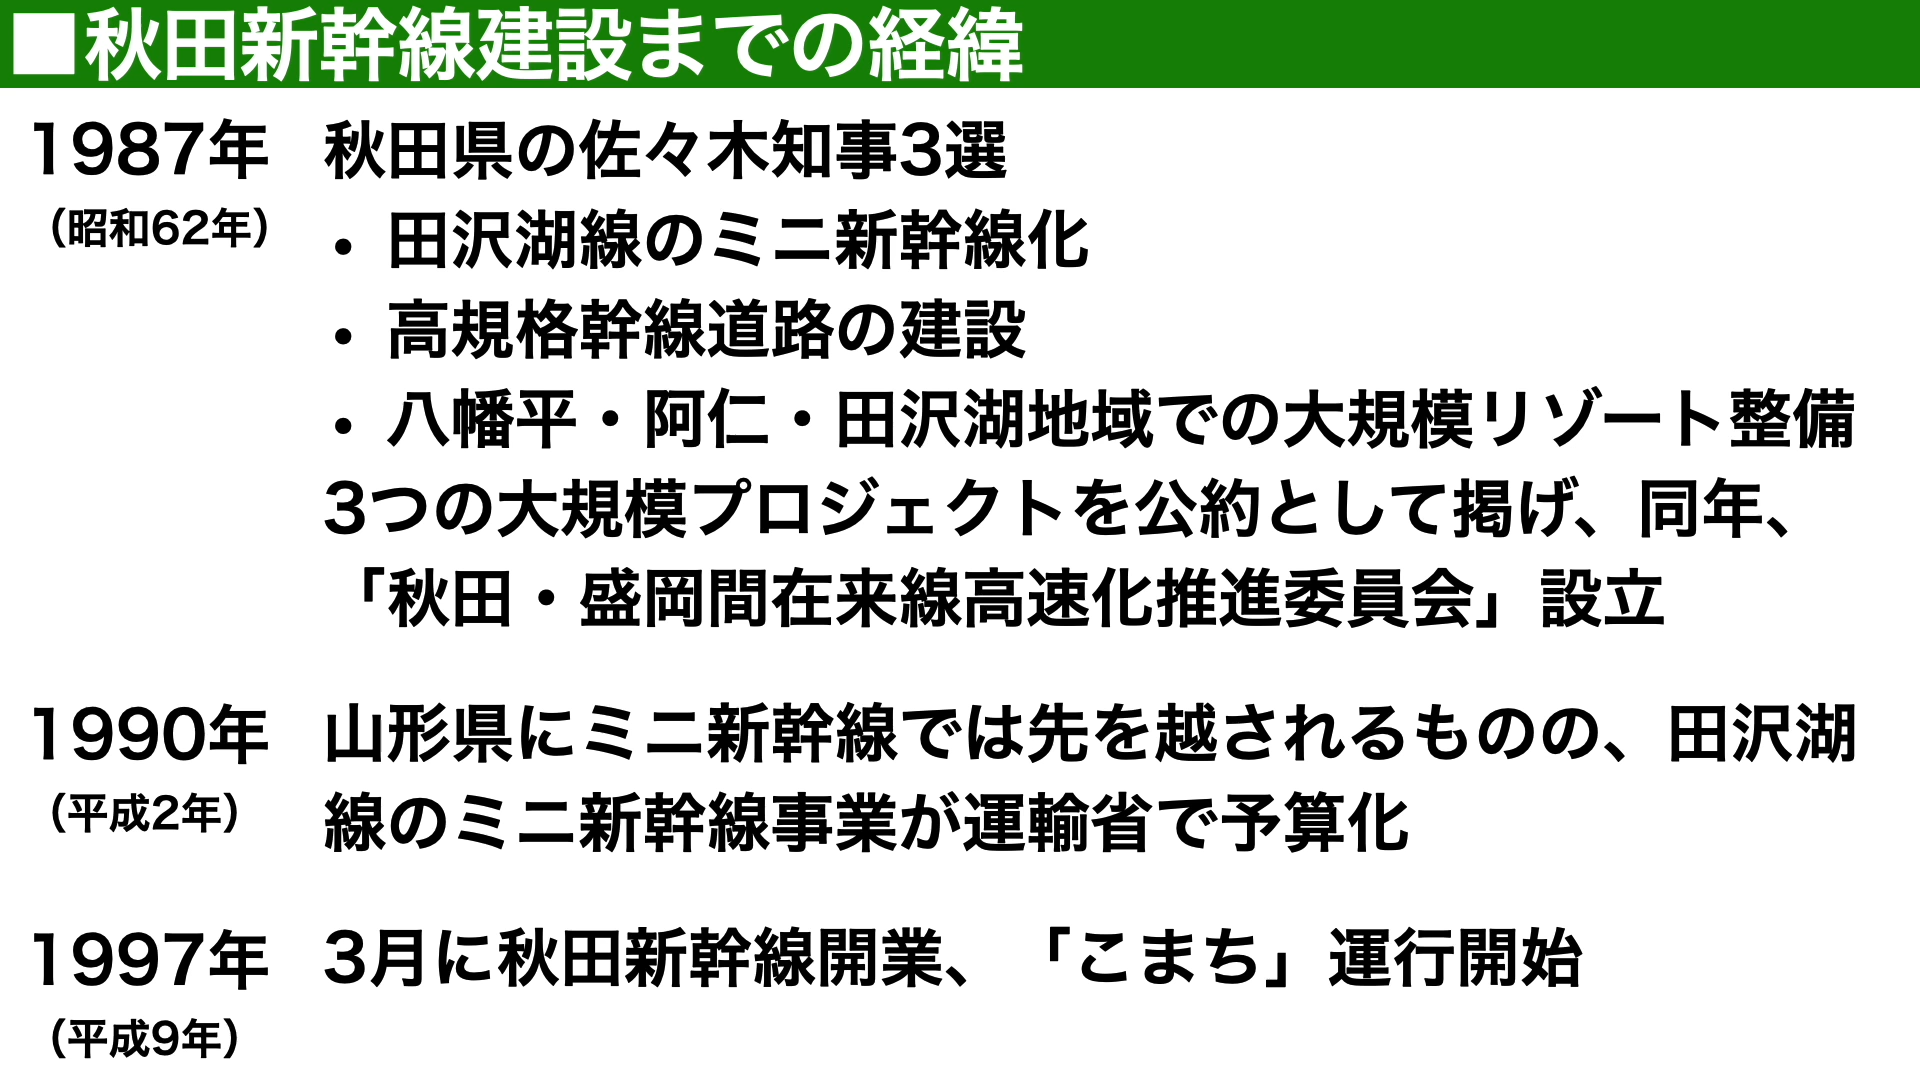 ■秋田新幹線建設までの経緯
1987年 秋田県の佐々木知事3選
（昭和62年）
・田沢湖線のミニ新幹線化
・高規格幹線道路の建設
・八幡平・阿仁・田沢湖地域での大規模リゾート整備
3つの大規模プロジェクトを公約として掲げ、同年、
「秋田・盛岡間在来線高速化推進委員会」設立
1990年 山形県にミニ新幹線では先を越されるものの、田沢湖
（平成2年） 線のミニ新幹線事業が運輸省で予算化
1997年 3月に秋田新幹線開業、「こまち」運行開始
（平成9年）